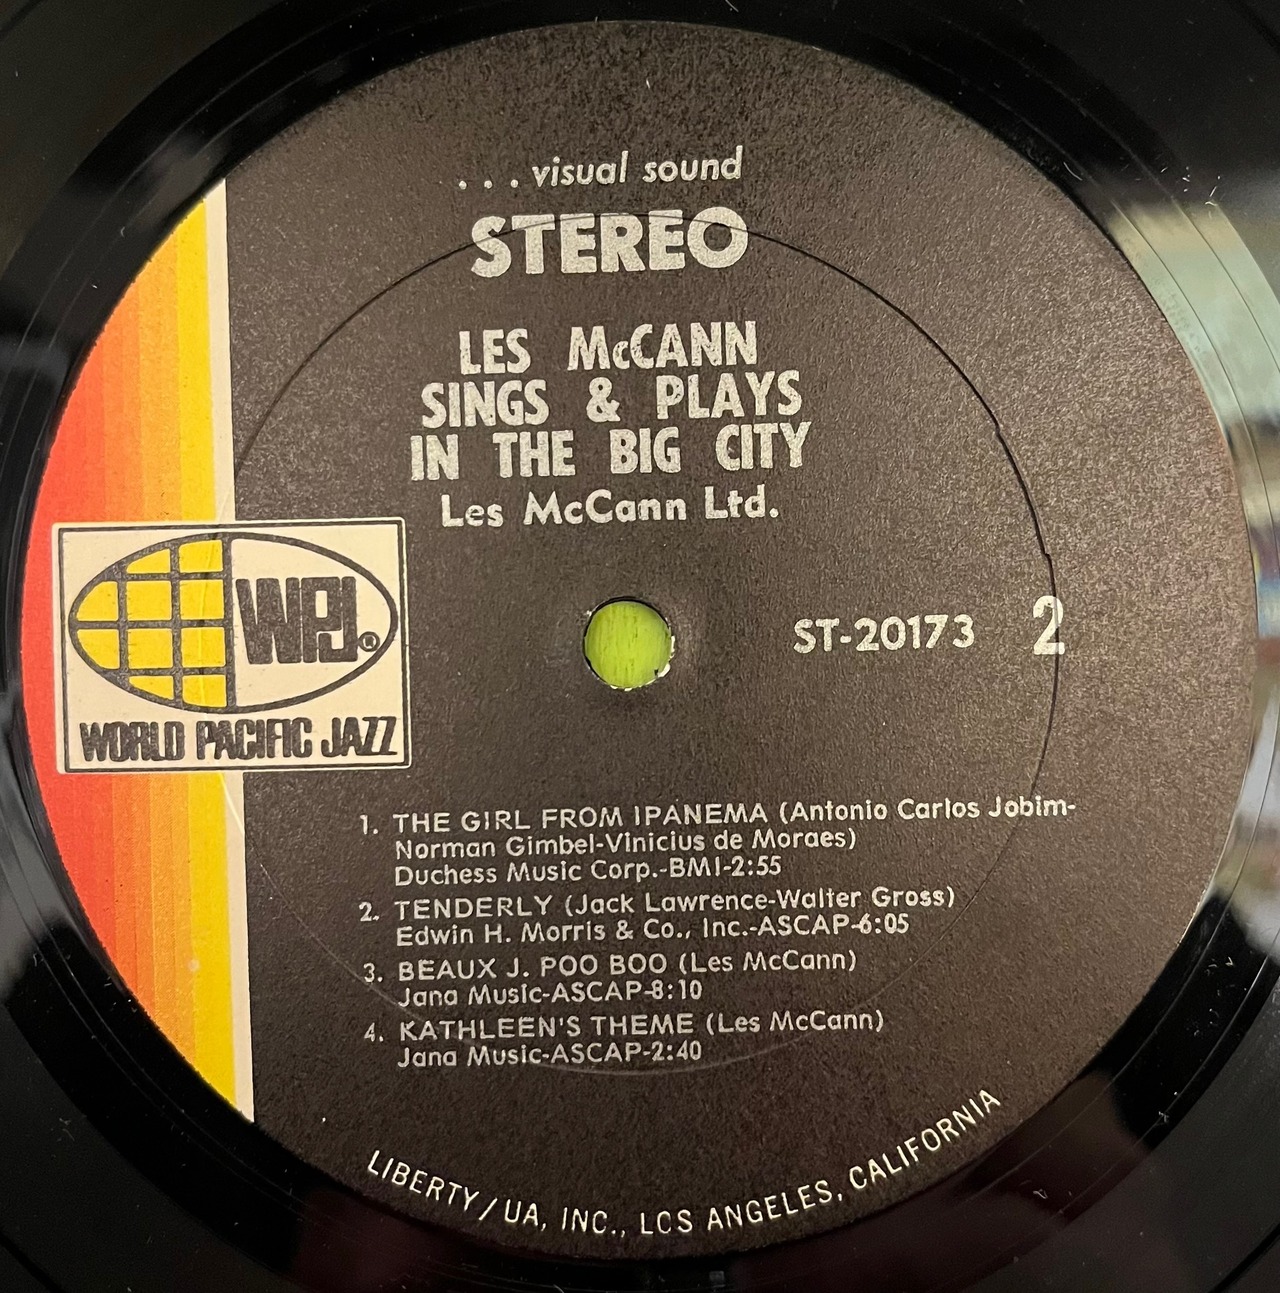 . . . visual sound
STEREO
LES McCANN
SINGS & PLAYS
IN THE BIG CITY
Les McCann Ltd.
WPJ®
WORLD PACIFIC JAZZ
ST-20173 2
1. THE GIRL FROM IPANEMA (Antonio Carlos Jobim-
Norman Gimbel-Vinicius de Moraes)
Duchess Music Corp.-BMI-2:55
2. TENDERLY (Jack Lawrence-Walter Gross)
Edwin H. Morris & Co., Inc.-ASCAP-6:05
3. BEAUX J. POO BOO (Les McCann)
Jana Music-ASCAP-8:10
4. KATHLEEN'S THEME (Les McCann)
Jana Music-ASCAP-2:40
LIBERTY/UA, INC., LOS ANGELES, CALIFORNIA